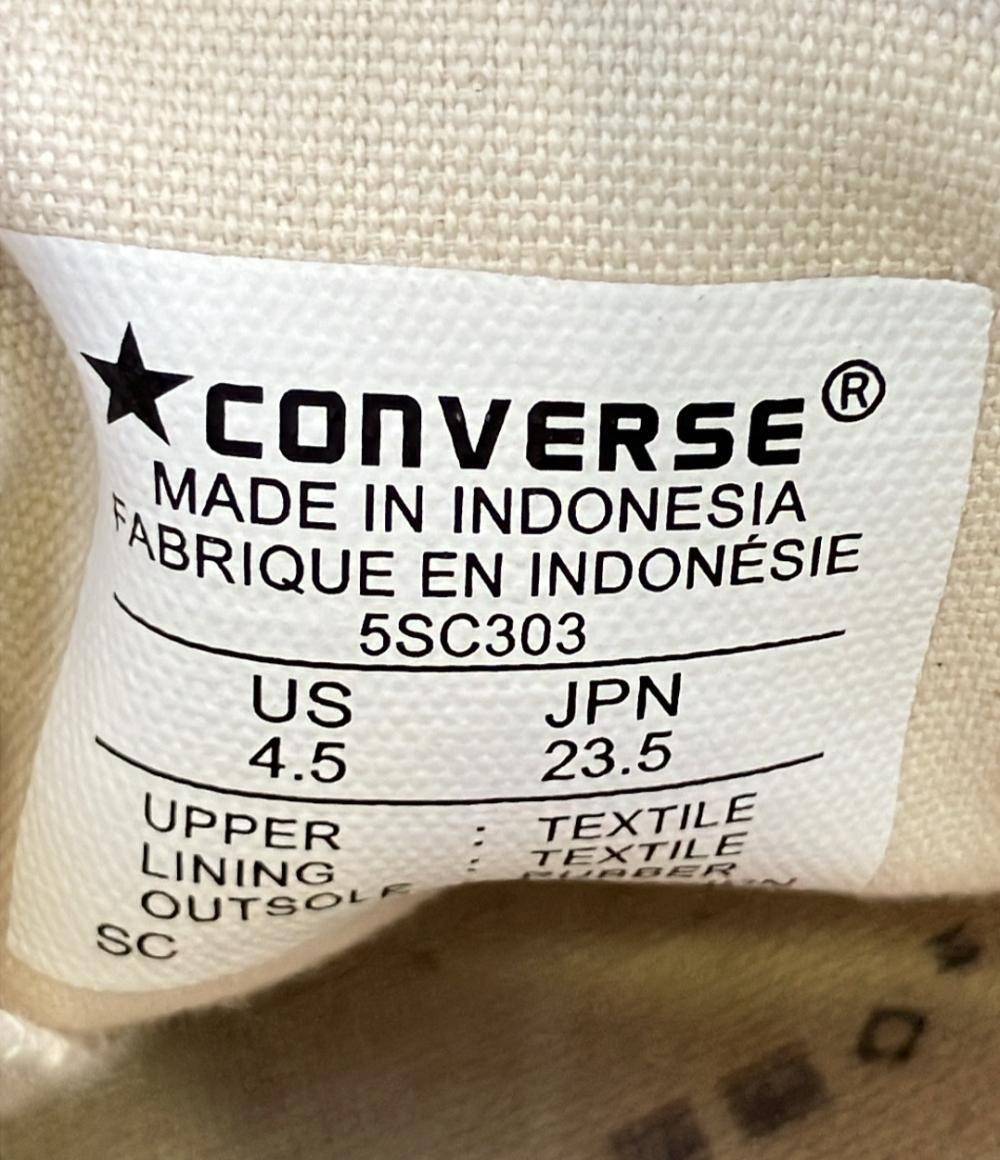 ★CONVERSE®
MADE IN INDONESIA
FABRIQUE EN INDONÉSIE
5SC303
US JPN
4.5 23.5
UPPER : TEXTILE
LINING : TEXTILE
OUTSOLE RUBBER
SC